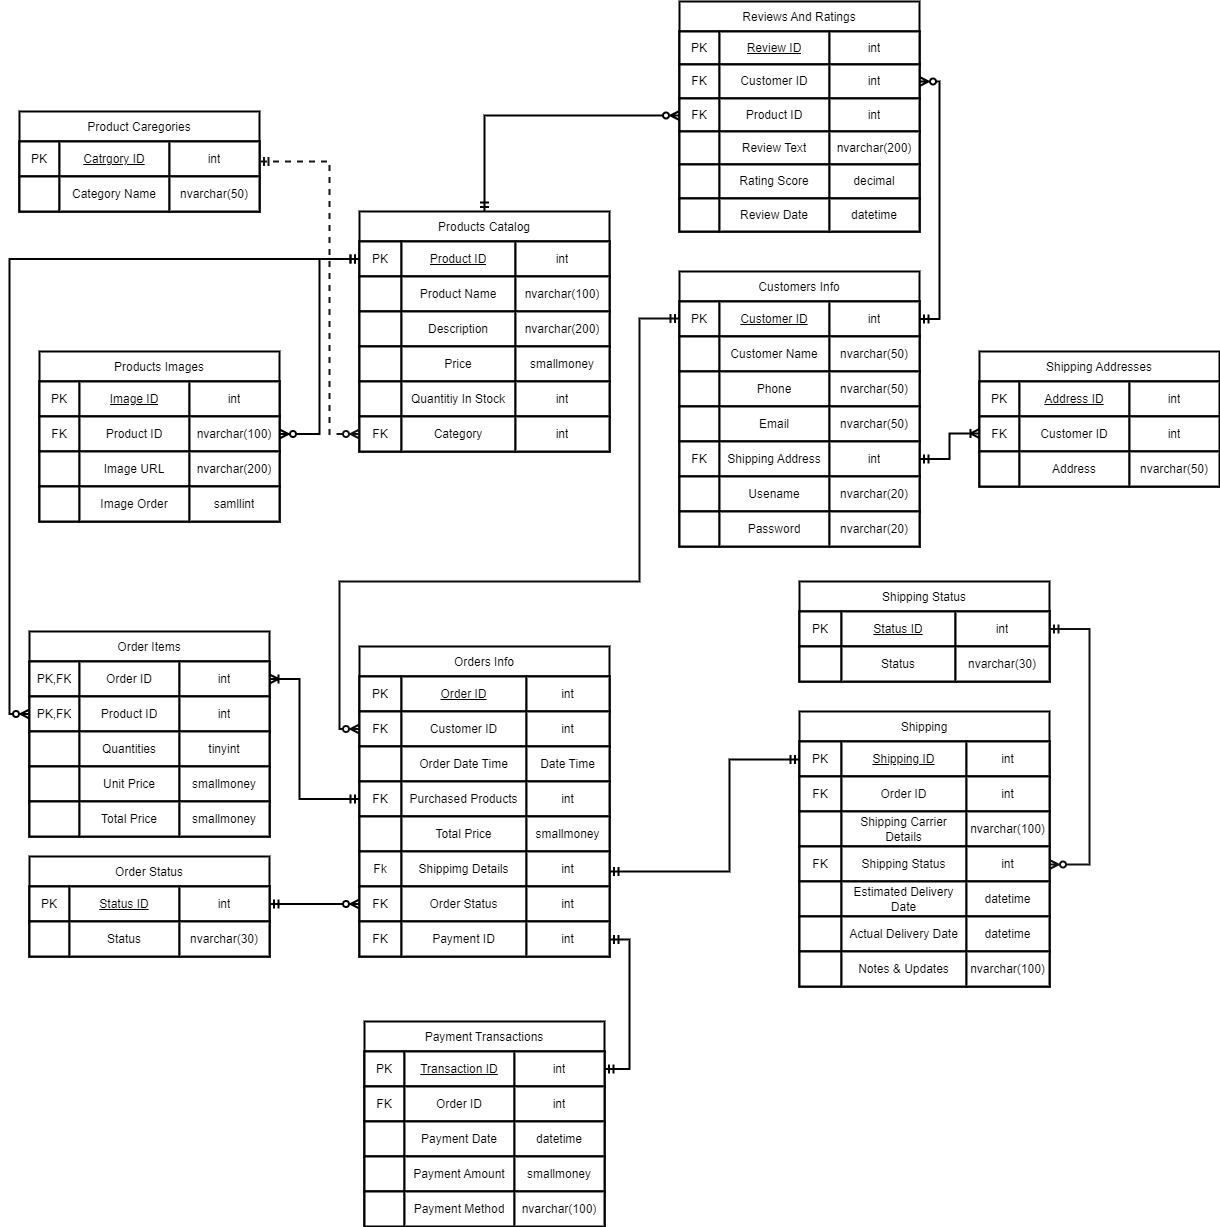 Reviews And Ratings
PK Review ID int
FK Customer ID int
FK Product ID int
Review Text nvarchar(200)
Rating Score decimal
Review Date datetime
Product Caregories
PK Catrgory ID int
Category Name nvarchar(50)
Products Catalog
PK Product ID int
Product Name nvarchar(100)
Description nvarchar(200)
Price smallmoney
Quantitiy In Stock int
FK Category int
Customers Info
PK Customer ID int
Customer Name nvarchar(50)
Phone nvarchar(50)
Email nvarchar(50)
FK Shipping Address int
Usename nvarchar(20)
Password nvarchar(20)
Products Images
PK Image ID int
FK Product ID nvarchar(100)
Image URL nvarchar(200)
Image Order samllint
Shipping Addresses
PK Address ID int
FK Customer ID int
Address nvarchar(50)
Shipping Status
PK Status ID int
Status nvarchar(30)
Order Items
PK,FK Order ID int
PK,FK Product ID int
Quantities tinyint
Unit Price smallmoney
Total Price smallmoney
Orders Info
PK Order ID int
FK Customer ID int
Order Date Time Date Time
FK Purchased Products int
Total Price smallmoney
Fk Shippimg Details int
FK Order Status int
FK Payment ID int
Shipping
PK Shipping ID int
FK Order ID int
Shipping Carrier
Details nvarchar(100)
FK Shipping Status int
Estimated Delivery
Date datetime
Actual Delivery Date datetime
Notes & Updates nvarchar(100)
Order Status
PK Status ID int
Status nvarchar(30)
Payment Transactions
PK Transaction ID int
FK Order ID int
Payment Date datetime
Payment Amount smallmoney
Payment Method nvarchar(100)